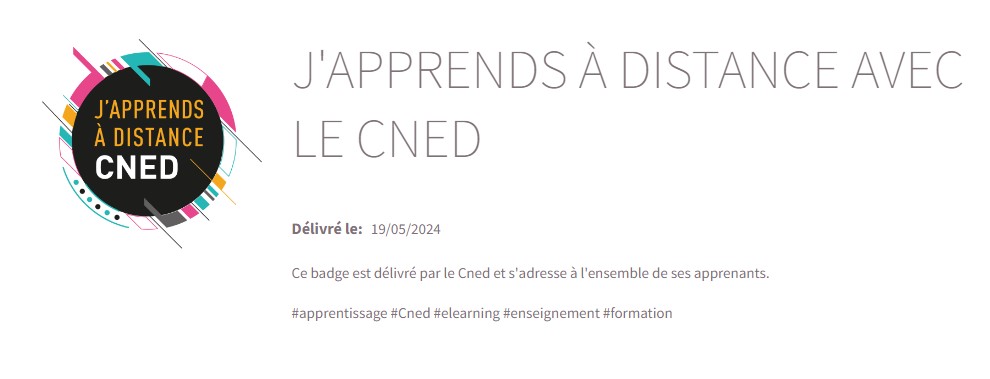 J'APPRENDS
À DISTANCE
CNED
J'APPRENDS À DISTANCE AVEC
LE CNED
Délivré le: 19/05/2024
Ce badge est délivré par le Cned et s'adresse à l'ensemble de ses apprenants.
#apprentissage #Cned #elearning #enseignement #formation